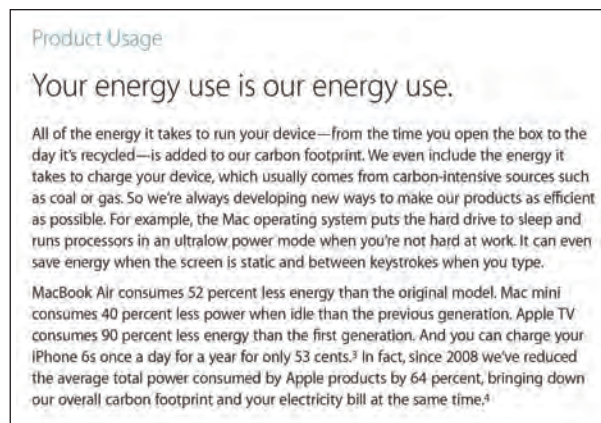 Product Usage
Your energy use is our energy use.
All of the energy it takes to run your device—from the time you open the box to the
day it's recycled—is added to our carbon footprint. We even include the energy it
takes to charge your device, which usually comes from carbon-intensive sources such
as coal or gas. So we're always developing new ways to make our products as efficient
as possible. For example, the Mac operating system puts the hard drive to sleep and
runs processors in an ultralow power mode when you're not hard at work. It can even
save energy when the screen is static and between keystrokes when you type.
MacBook Air consumes 52 percent less energy than the original model. Mac mini
consumes 40 percent less power when idle than the previous generation. Apple TV
consumes 90 percent less energy than the first generation. And you can charge your
iPhone 6s once a day for a year for only 53 cents.³ In fact, since 2008 we've reduced
the average total power consumed by Apple products by 64 percent, bringing down
our overall carbon footprint and your electricity bill at the same time.⁴